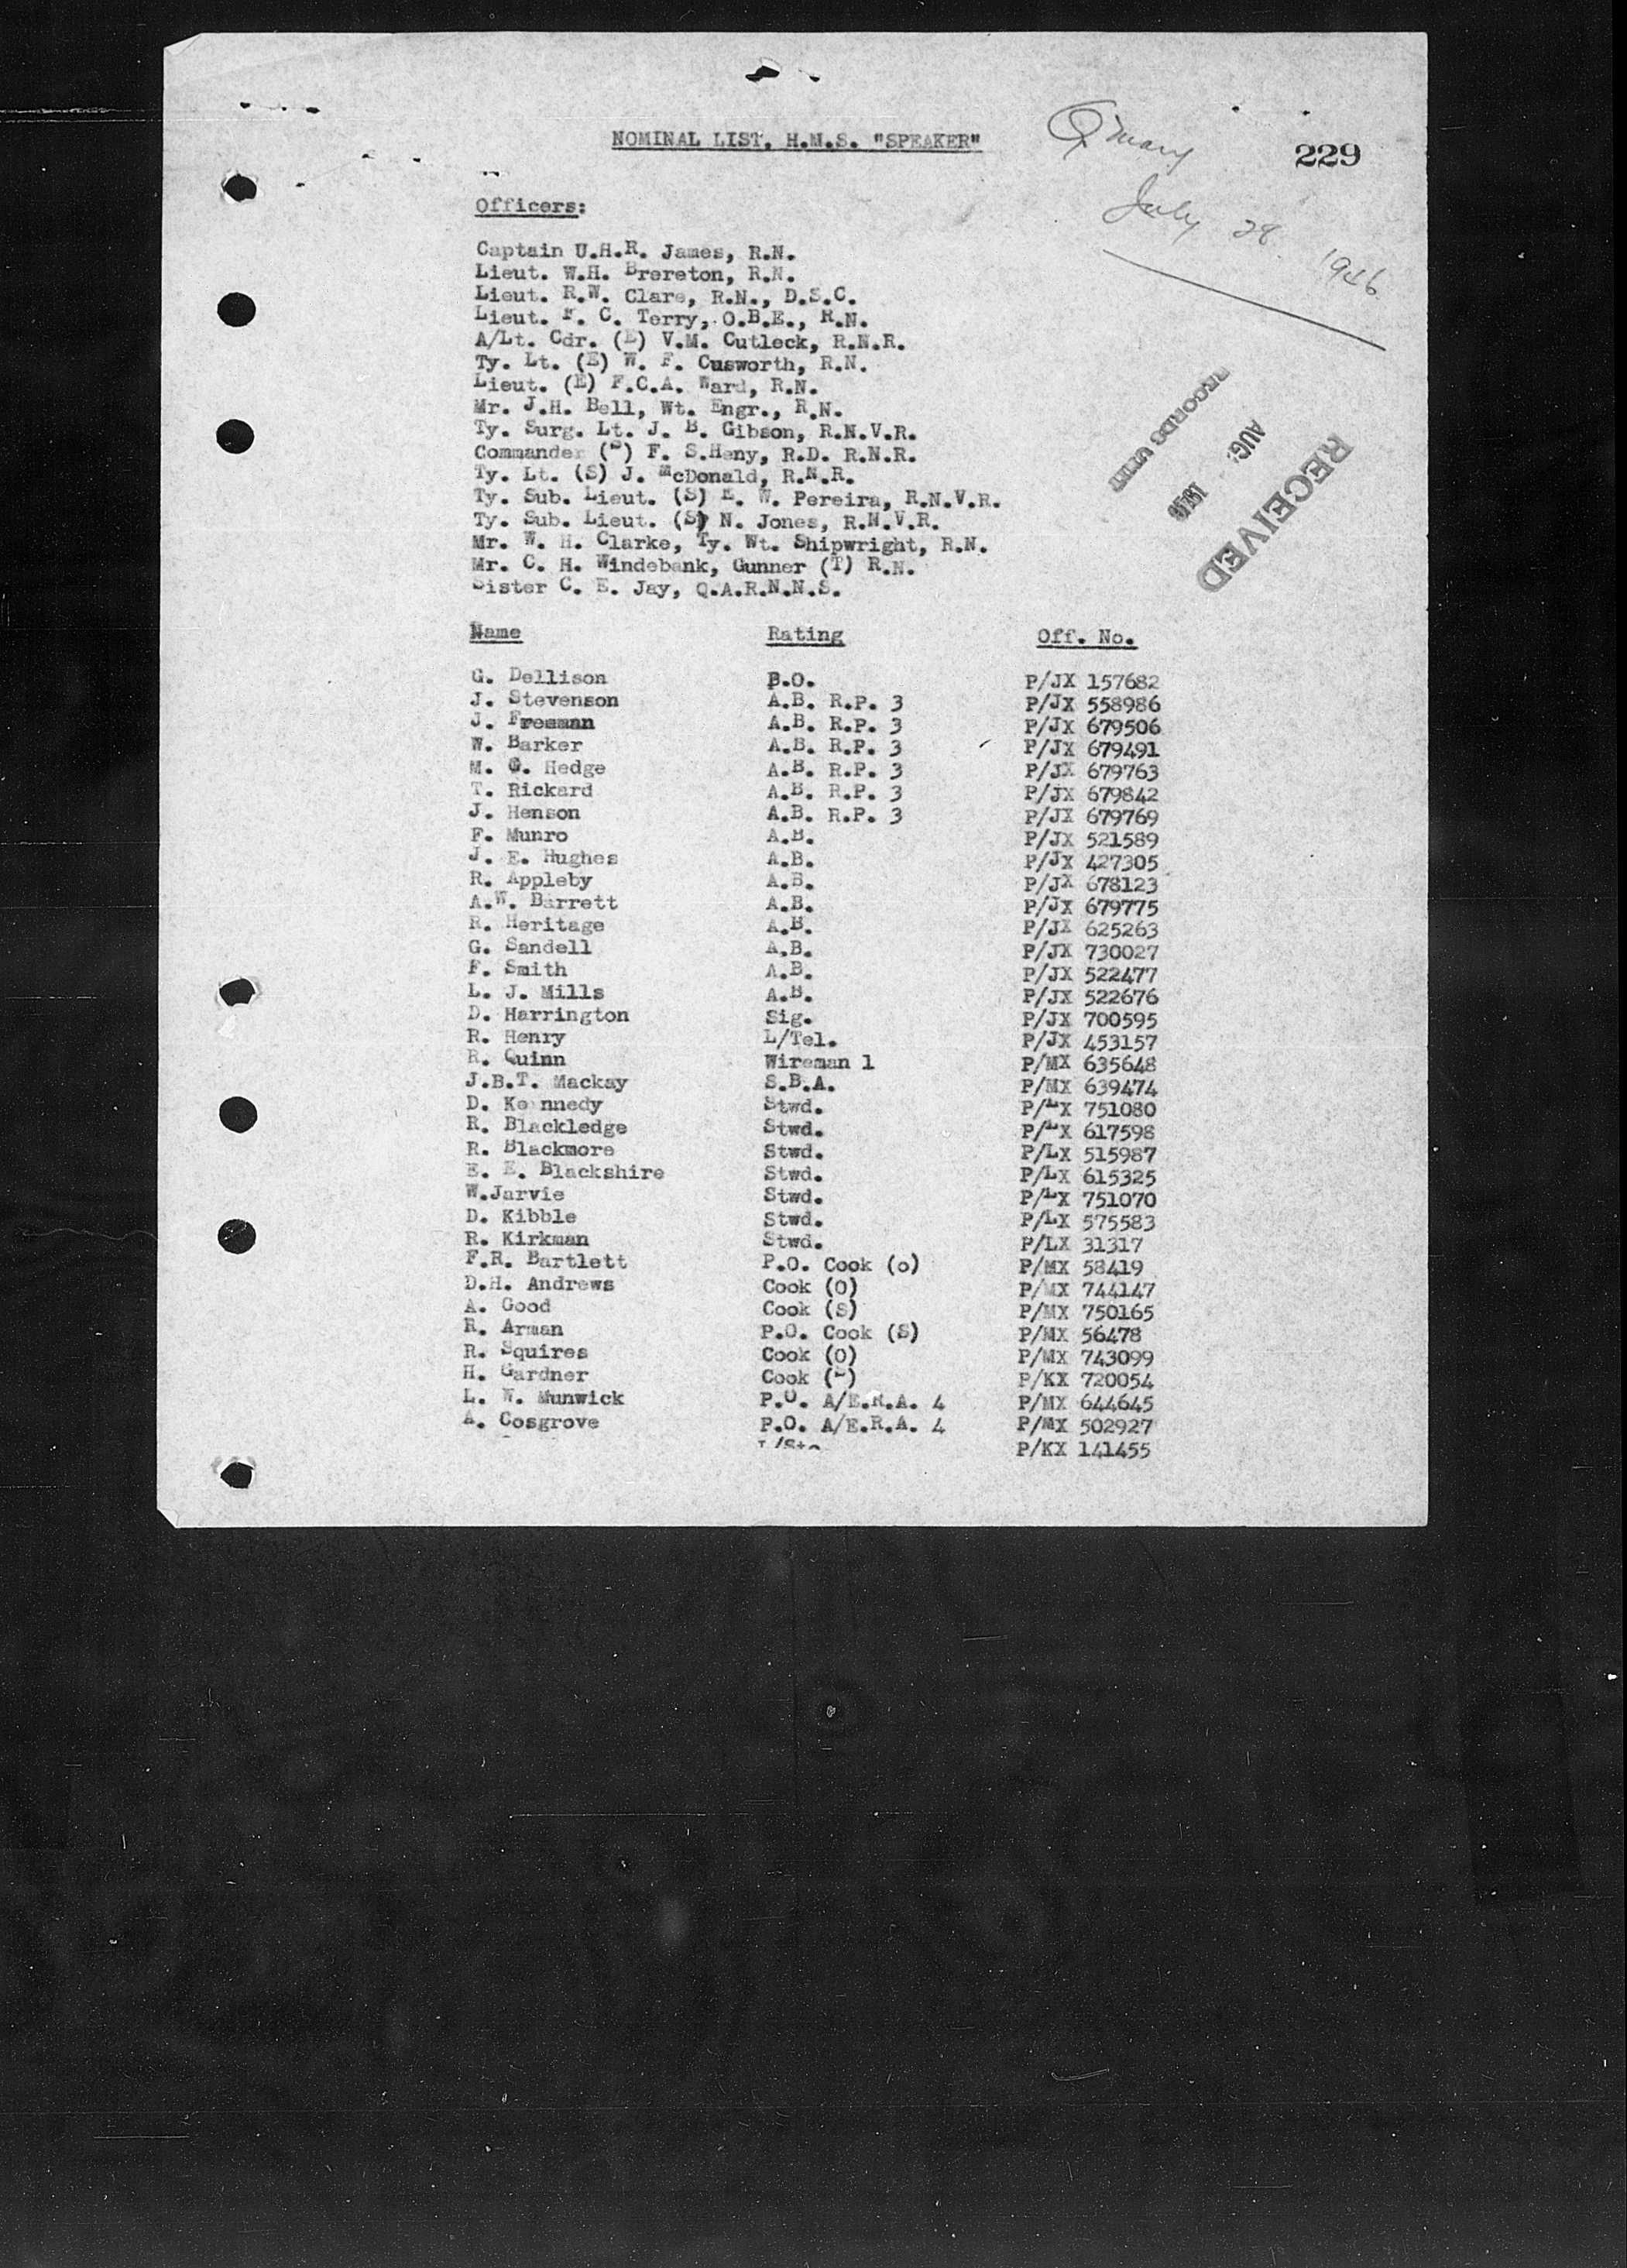 NOMINAL LIST, H.M.S. "SPEAKER"
Q Mary
229
July 29 1946
Officers:
Captain U.H.R. James, R.N.
Lieut. W.H. Brereton, R.N.
Lieut. R.W. Clare, R.N., D.S.C.
Lieut. F. C. Terry, O.B.E., R.N.
A/Lt. Cdr. (E) V.M. Cutleck, R.N.R.
Ty. Lt. (E) W. F. Cusworth, R.N.
Lieut. (E) F.C.A. Ward, R.N.
Mr. J.H. Bell, Wt. Engr., R.N.
Ty. Surg. Lt. J. B. Gibson, R.N.V.R.
Commander (S) F. S.Heny, R.D. R.N.R.
Ty. Lt. (S) J. McDonald, R.N.R.
Ty. Sub. Lieut. (S) E. W. Pereira, R.N.V.R.
Ty. Sub. Lieut. (S) N. Jones, R.N.V.R.
Mr. W. H. Clarke, Ty. Wt. Shipwright, R.N.
Mr. C. H. Windebank, Gunner (T) R.N.
Sister C. E. Jay, Q.A.R.N.N.S.
RECEIVED
AUG.
RECORDS UNIT
Name Rating Off. No.
G. Dellison P.O. P/JX 157682
J. Stevenson A.B. R.P. 3 P/JX 558986
J. Freeman A.B. R.P. 3 P/JX 679506
W. Barker A.B. R.P. 3 P/JX 679491
M. G. Hedge A.B. R.P. 3 P/JX 679763
T. Rickard A.B. R.P. 3 P/JX 679842
J. Henson A.B. R.P. 3 P/JX 679769
F. Munro A.B. P/JX 521589
J. E. Hughes A.B. P/JX 427305
R. Appleby A.B. P/JX 678123
A.W. Barrett A.B. P/JX 679775
R. Heritage A.B. P/JX 625263
G. Sandell A.B. P/JX 730027
F. Smith A.B. P/JX 522477
L. J. Mills A.B. P/JX 522676
D. Harrington Sig. P/JX 700595
R. Henry L/Tel. P/JX 453157
R. Quinn Wireman 1 P/MX 635648
J.B.T. Mackay S.B.A. P/MX 639474
D. Kennedy Stwd. P/LX 751080
R. Blackledge Stwd. P/LX 617598
R. Blackmore Stwd. P/LX 515987
E. E. Blackshire Stwd. P/LX 615325
W.Jarvie Stwd. P/LX 751070
D. Kibble Stwd. P/LX 575583
R. Kirkman Stwd. P/LX 31317
F.R. Bartlett P.O. Cook (o) P/MX 58419
D.H. Andrews Cook (O) P/MX 744147
A. Good Cook (S) P/MX 750165
R. Arman P.O. Cook (S) P/MX 56478
R. Squires Cook (O) P/MX 743099
H. Gardner Cook (S) P/KX 720054
L. W. Munwick P.O. A/E.R.A. 4 P/MX 644645
A. Cosgrove P.O. A/E.R.A. 4 P/MX 502927
L/Sto. P/KX 141455